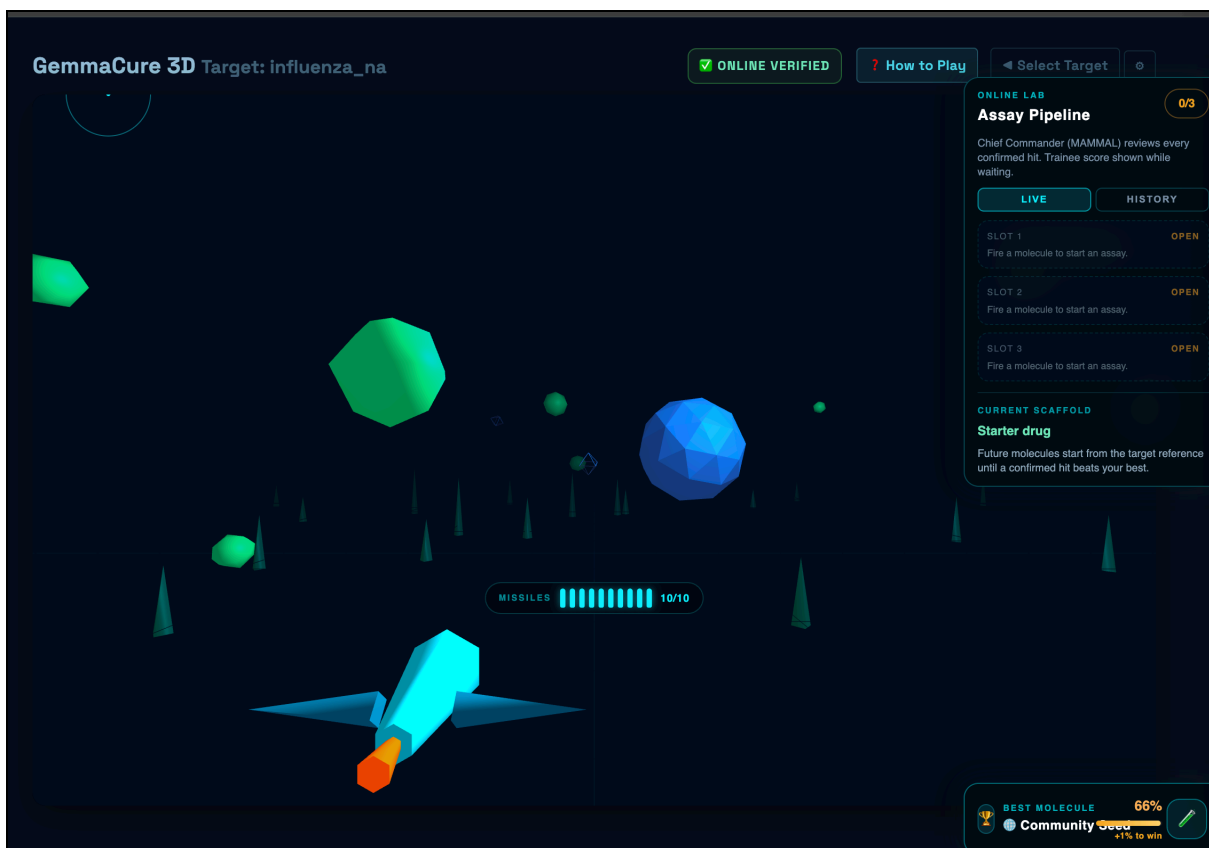 GemmaCure 3D Target: influenza_na
✅ ONLINE VERIFIED
❓ How to Play
◀ Select Target
ONLINE LAB
0/3
Assay Pipeline
Chief Commander (MAMMAL) reviews every
confirmed hit. Trainee score shown while
waiting.
LIVE
HISTORY
SLOT 1
OPEN
Fire a molecule to start an assay.
SLOT 2
OPEN
Fire a molecule to start an assay.
SLOT 3
OPEN
Fire a molecule to start an assay.
CURRENT SCAFFOLD
Starter drug
Future molecules start from the target reference
until a confirmed hit beats your best.
MISSILES
10/10
BEST MOLECULE
66%
Community Seed
+1% to win